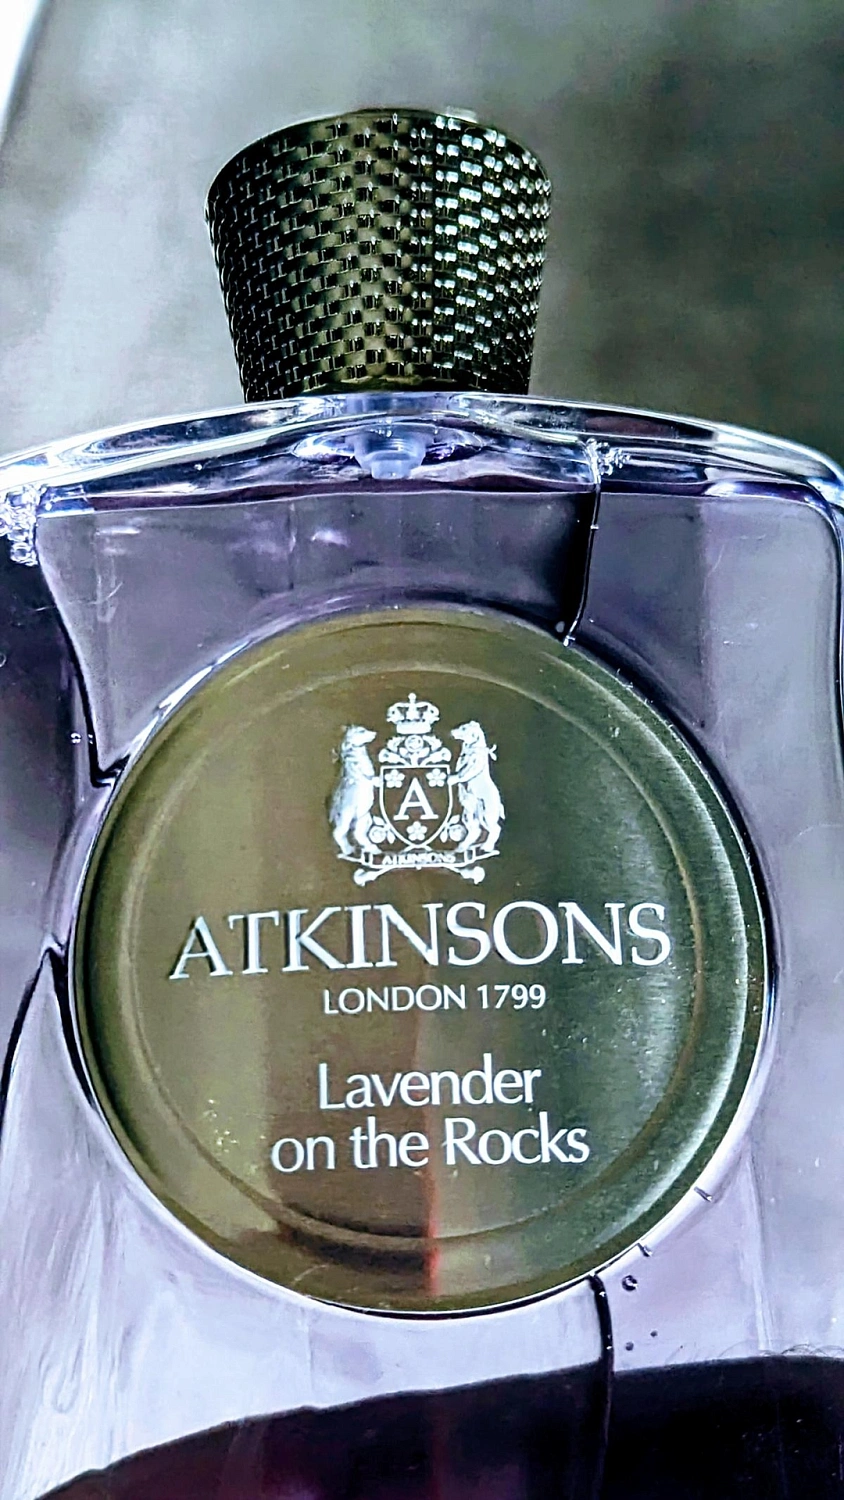 A
ATKINSONS
ATKINSONS
LONDON 1799
Lavender
on the Rocks